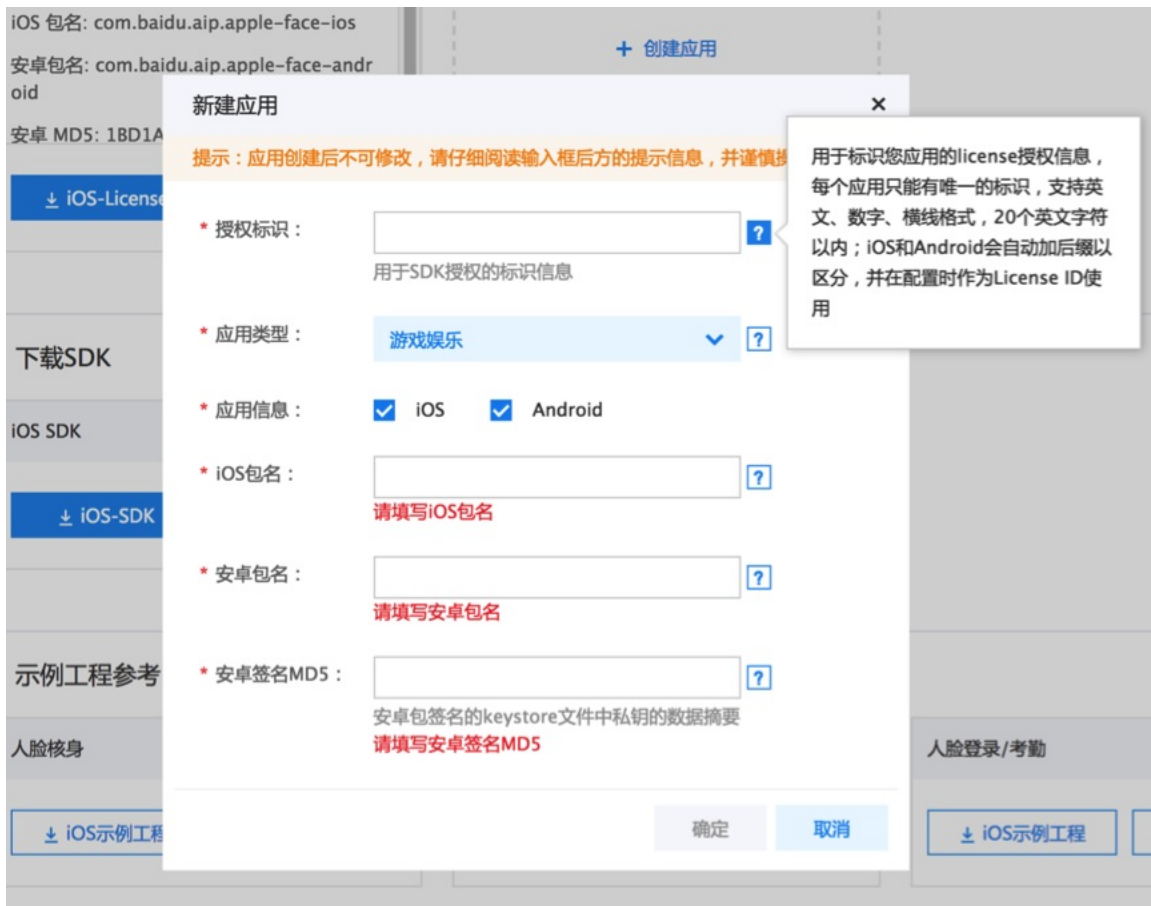 iOS 包名: com.baidu.aip.apple-face-ios
安卓包名: com.baidu.aip.apple-face-andr
oid
安卓 MD5: 1BD1A
iOS-License
+ 创建应用
新建应用
×
提示：应用创建后不可修改，请仔细阅读输入框后方的提示信息，并谨慎
用于标识您应用的license授权信息，
每个应用只能有唯一的标识，支持英
文、数字、横线格式，20个英文字符
以内；iOS和Android会自动加后缀以
区分，并在配置时作为License ID使
用
* 授权标识：
?
用于SDK授权的标识信息
* 应用类型：
游戏娱乐
?
* 应用信息：
iOS
Android
* iOS包名：
?
请填写iOS包名
* 安卓包名：
?
请填写安卓包名
* 安卓签名MD5：
?
安卓包签名的keystore文件中私钥的数据摘要
请填写安卓签名MD5
确定
取消
下载SDK
iOS SDK
iOS-SDK
示例工程参考
人脸核身
iOS示例工程
人脸登录/考勤
iOS示例工程